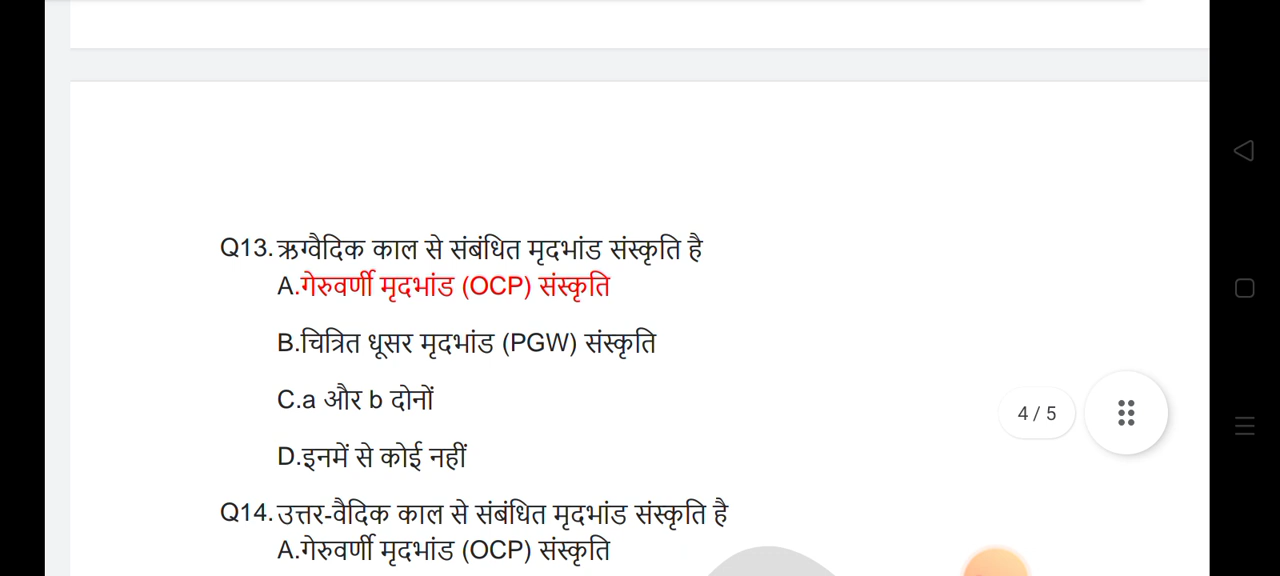 Q13. ऋग्वैदिक काल से संबंधित मृदभांड संस्कृति है
A.गेरुवर्णी मृदभांड (OCP) संस्कृति
B.चित्रित धूसर मृदभांड (PGW) संस्कृति
C.a और b दोनों
4 / 5
D.इनमें से कोई नहीं
Q14. उत्तर-वैदिक काल से संबंधित मृदभांड संस्कृति है
A.गेरुवर्णी मृदभांड (OCP) संस्कृति